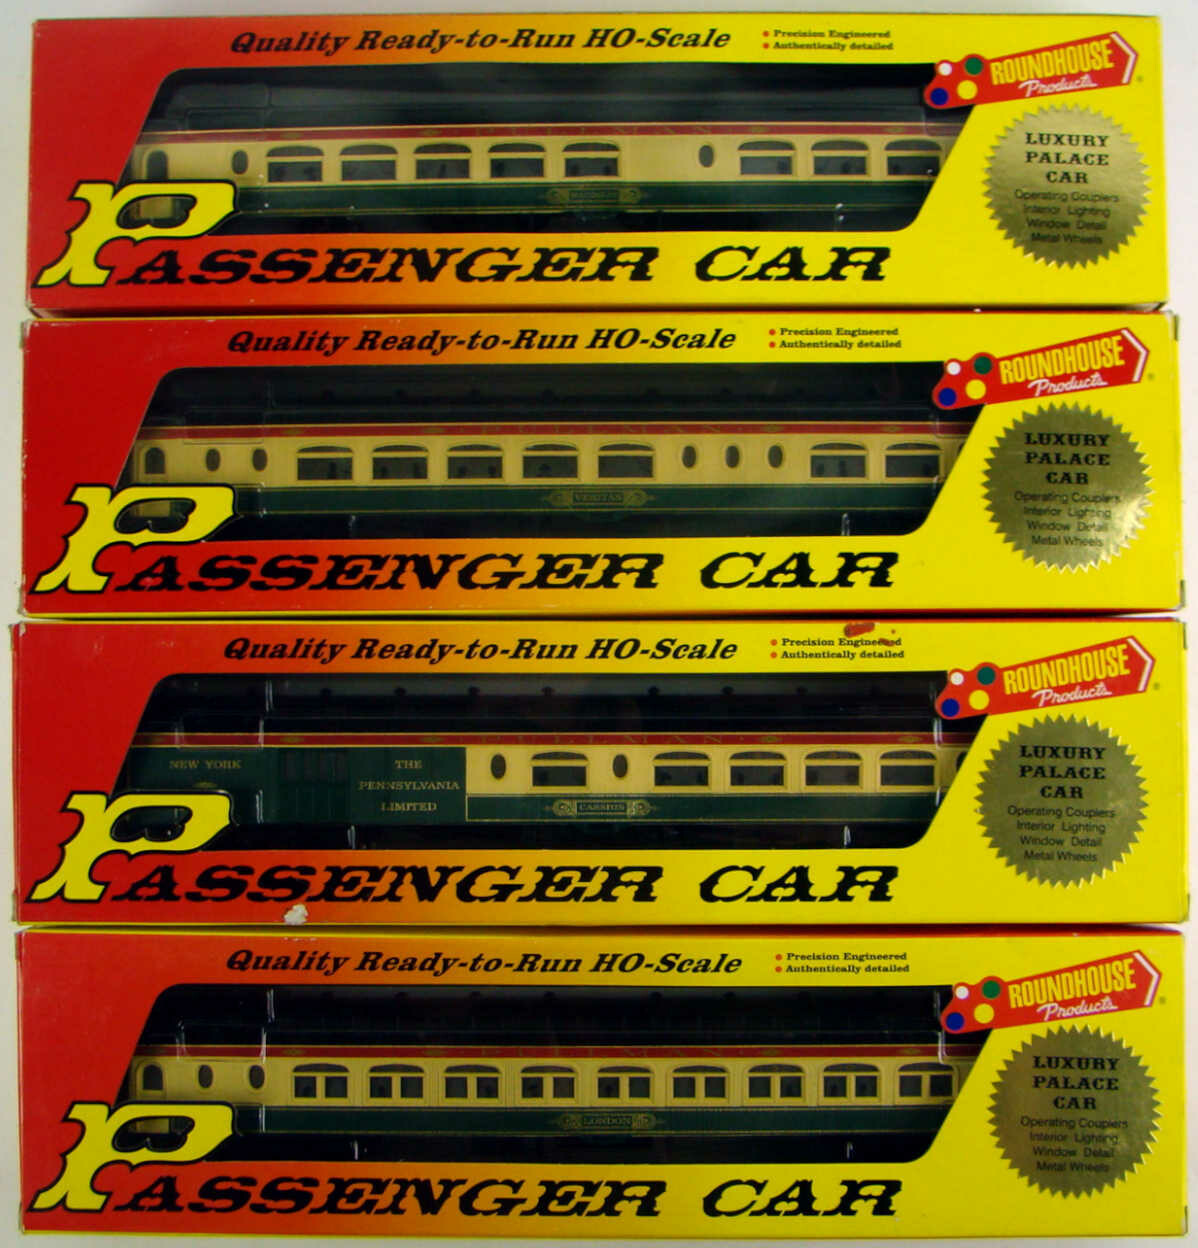 Quality Ready-to-Run HO-Scale
Precision Engineered
Authentically detailed
ROUNDHOUSE
Products
PULLMAN
LUXURY
PALACE
CAR
Operating Couplers
Interior Lighting
Window Detail
Metal Wheels
PASSENGER CAR
Quality Ready-to-Run HO-Scale
Precision Engineered
Authentically detailed
ROUNDHOUSE
Products
PULLMAN
VERITAS
LUXURY
PALACE
CAR
Operating Couplers
Interior Lighting
Window Detail
Metal Wheels
PASSENGER CAR
Quality Ready-to-Run HO-Scale
Precision Engineered
Authentically detailed
ROUNDHOUSE
Products
PULLMAN
NEW YORK
THE
PENNSYLVANIA
LIMITED
CASSIUS
LUXURY
PALACE
CAR
Operating Couplers
Interior Lighting
Window Detail
Metal Wheels
PASSENGER CAR
Quality Ready-to-Run HO-Scale
Precision Engineered
Authentically detailed
ROUNDHOUSE
Products
PULLMAN
LONDON
LUXURY
PALACE
CAR
Operating Couplers
Interior Lighting
Window Detail
Metal Wheels
PASSENGER CAR